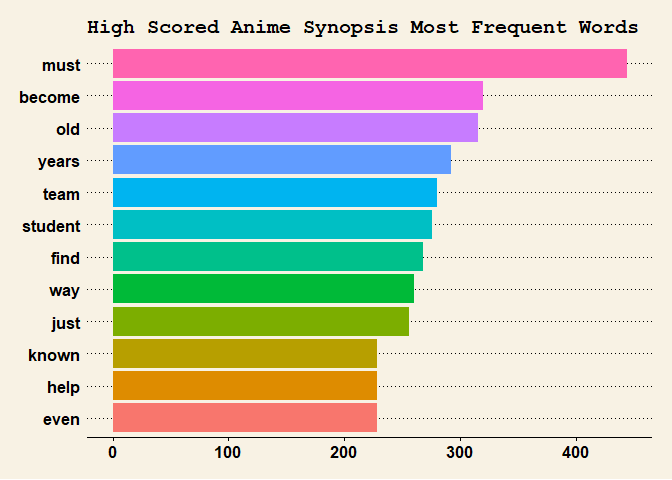 High Scored Anime Synopsis Most Frequent Words
must
become
old
years
team
student
find
way
just
known
help
even
0 100 200 300 400